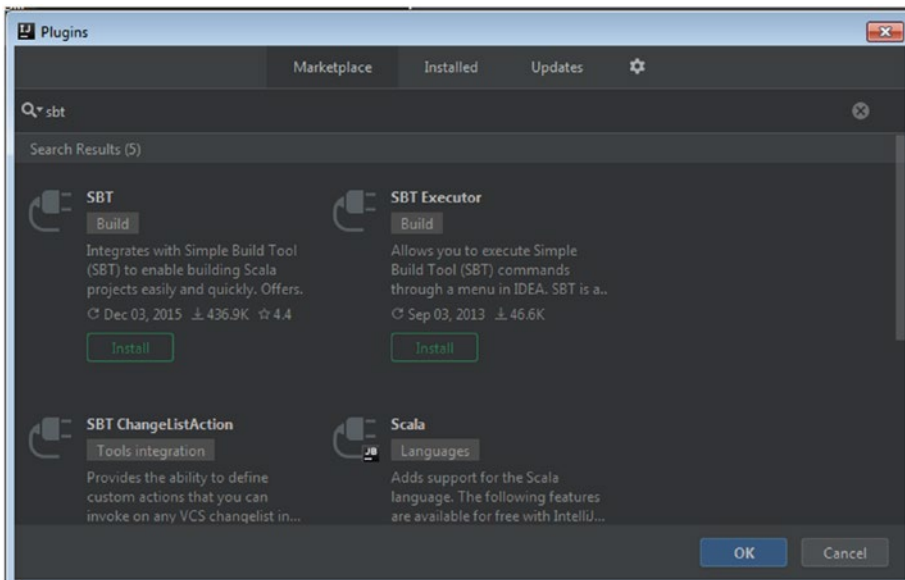 Plugins
Marketplace Installed Updates
sbt
Search Results (5)
SBT
Build
Integrates with Simple Build Tool
(SBT) to enable building Scala
projects easily and quickly. Offers.
Dec 03, 2015 436.9K 4.4
Install
SBT Executor
Build
Allows you to execute Simple
Build Tool (SBT) commands
through a menu in IDEA. SBT is a..
Sep 03, 2013 46.6K
Install
SBT ChangeListAction
Tools integration
Provides the ability to define
custom actions that you can
invoke on any VCS changelist in...
Scala
JB
Languages
Adds support for the Scala
language. The following features
are available for free with IntelliJ...
OK Cancel